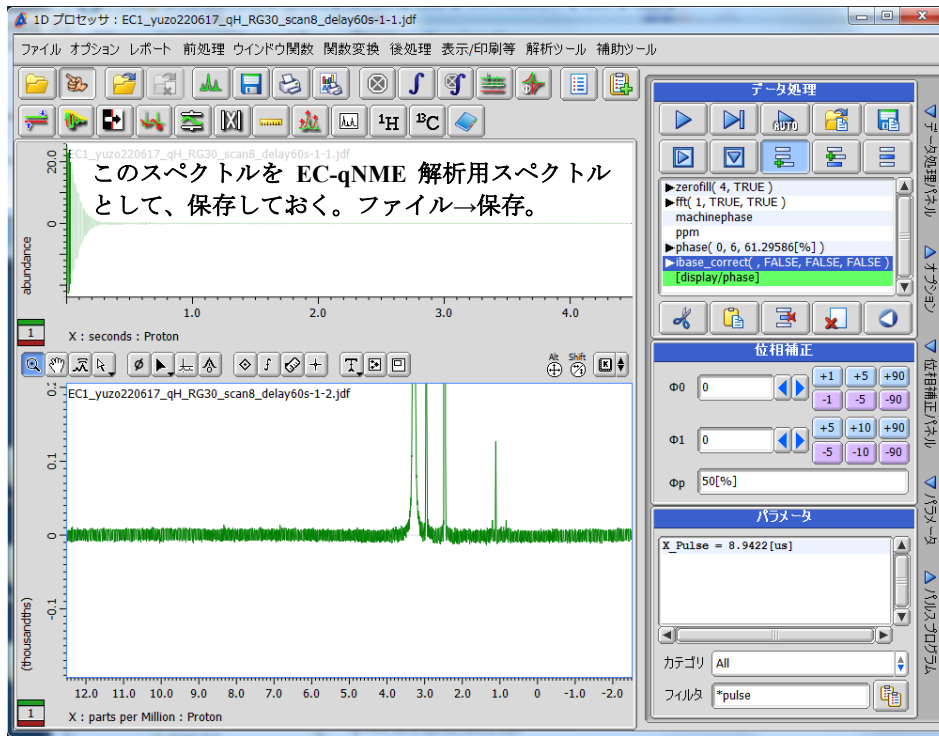 1D プロセッサ : EC1_yuzo220617_qH_RG30_scan8_delay60s-1-1.jdf
ファイル オプション レポート 前処理 ウインドウ関数 関数変換 後処理 表示/印刷等 解析ツール 補助ツール
¹H ¹³C
EC1_yuzo220617_qH_RG30_scan8_delay60s-1-1.jdf
このスペクトルを EC-qNME 解析用スペクトル
として、保存しておく。ファイル→保存。
abundance
20.0
0
1.0 2.0 3.0 4.0
1
X : seconds : Proton
Alt Shift
EC1_yuzo220617_qH_RG30_scan8_delay60s-1-2.jdf
0.1
0
-0.1
(thousandths)
12.0 11.0 10.0 9.0 8.0 7.0 6.0 5.0 4.0 3.0 2.0 1.0 0 -1.0 -2.0
1
X : parts per Million : Proton
データ処理
AUTO
▶zerofill( 4, TRUE )
▶fft( 1, TRUE, TRUE )
machinephase
ppm
▶phase( 0, 6, 61.29586[%] )
▶ibase_correct( , FALSE, FALSE, FALSE )
[display/phase]
位相補正
Φ0 0 +1 +5 +90
-1 -5 -90
Φ1 0 +5 +10 +90
-5 -10 -90
Φp 50[%]
パラメータ
X_Pulse = 8.9422[us]
カテゴリ All
フィルタ *pulse
データ処理パネル
オプション
位相補正パネル
パラメータ
パルスプログラム